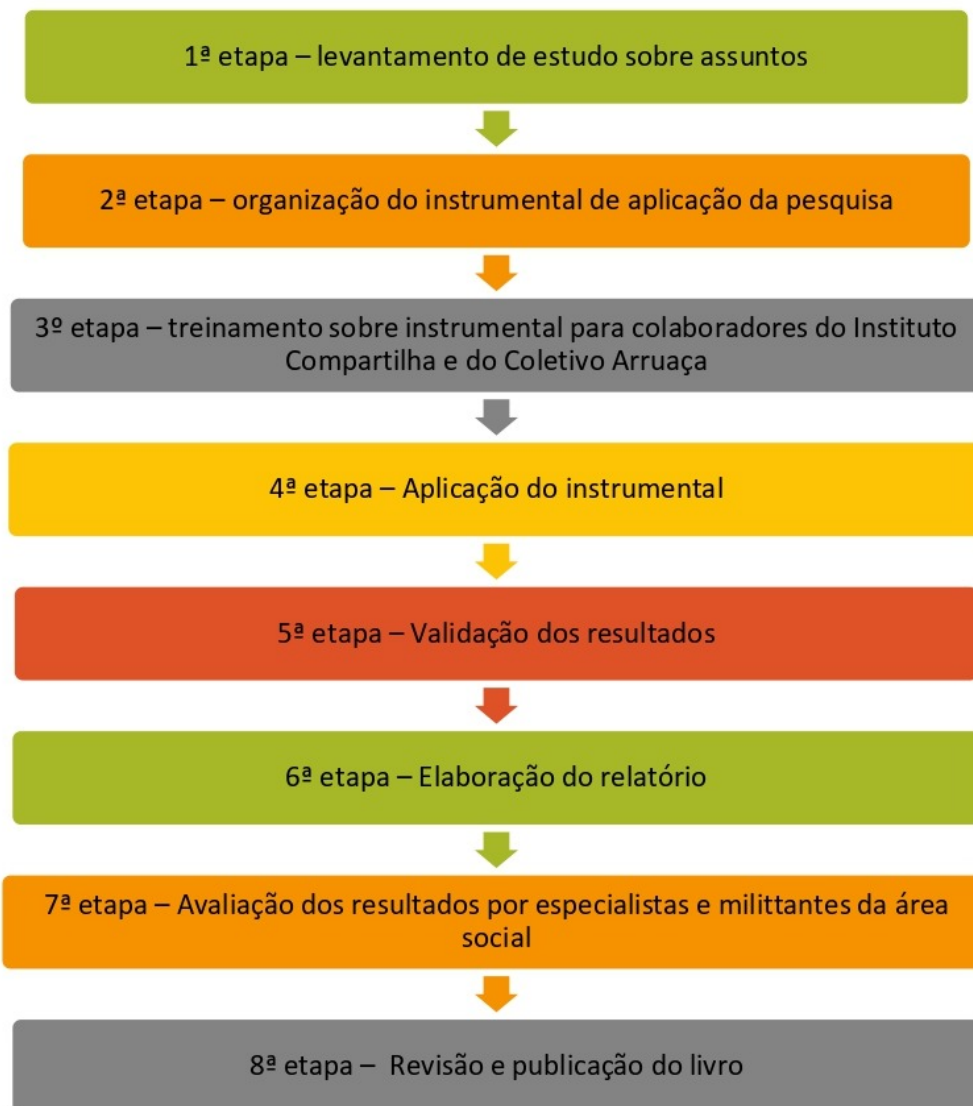 1ª etapa – levantamento de estudo sobre assuntos
2ª etapa – organização do instrumental de aplicação da pesquisa
3º etapa – treinamento sobre instrumental para colaboradores do Instituto
Compartilha e do Coletivo Arruaça
4ª etapa – Aplicação do instrumental
5ª etapa – Validação dos resultados
6ª etapa – Elaboração do relatório
7ª etapa – Avaliação dos resultados por especialistas e milittantes da área
social
8ª etapa – Revisão e publicação do livro